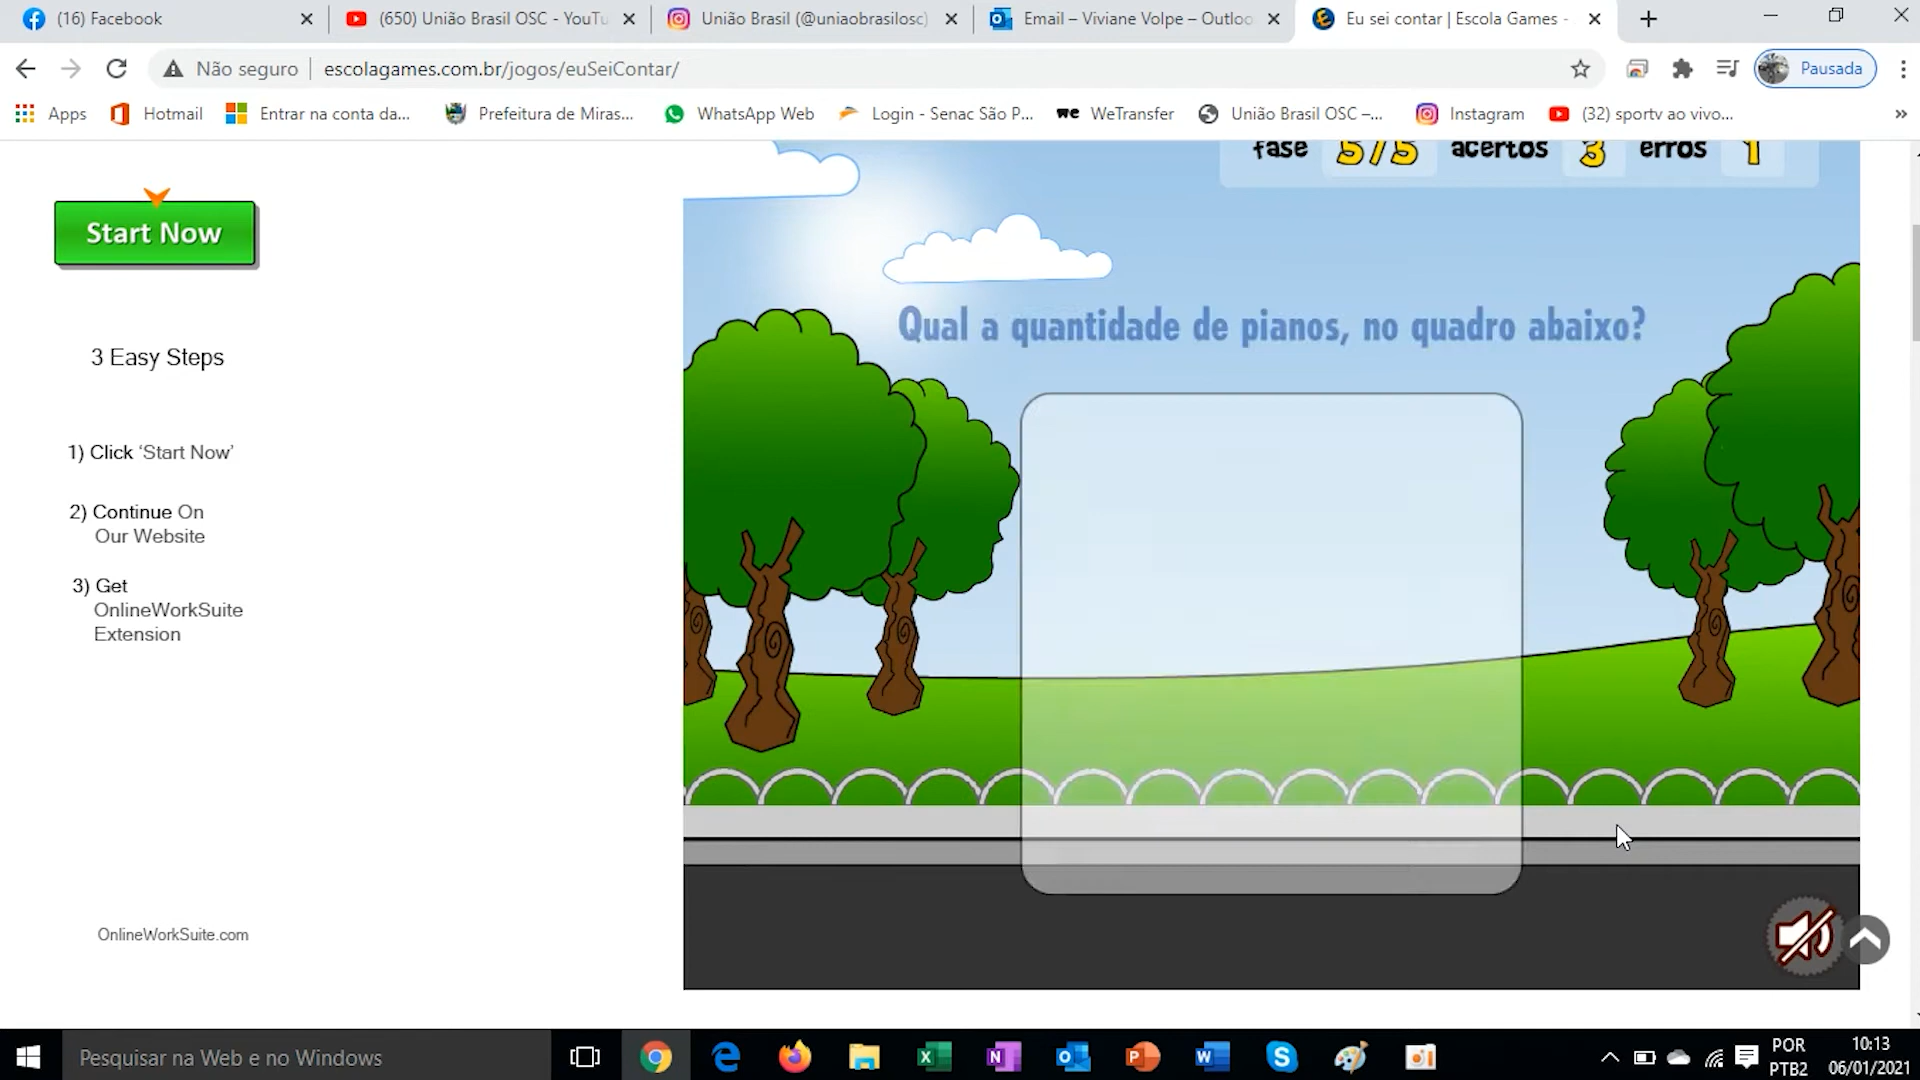 (16) Facebook
(650) União Brasil OSC - YouTu
União Brasil (@uniaobrasilosc)
Email – Viviane Volpe – Outloo
Eu sei contar | Escola Games -
Não seguro
escolagames.com.br/jogos/euSeiContar/
Pausada
Apps
Hotmail
Entrar na conta da...
Prefeitura de Miras...
WhatsApp Web
Login - Senac São P...
we WeTransfer
União Brasil OSC –...
Instagram
(32) sportv ao vivo...
»
fase 5/5 acertos 3 erros 1
Start Now
3 Easy Steps
1) Click ‘Start Now’
2) Continue On
Our Website
3) Get
OnlineWorkSuite
Extension
OnlineWorkSuite.com
Qual a quantidade de pianos, no quadro abaixo?
Pesquisar na Web e no Windows
POR
PTB2
10:13
06/01/2021